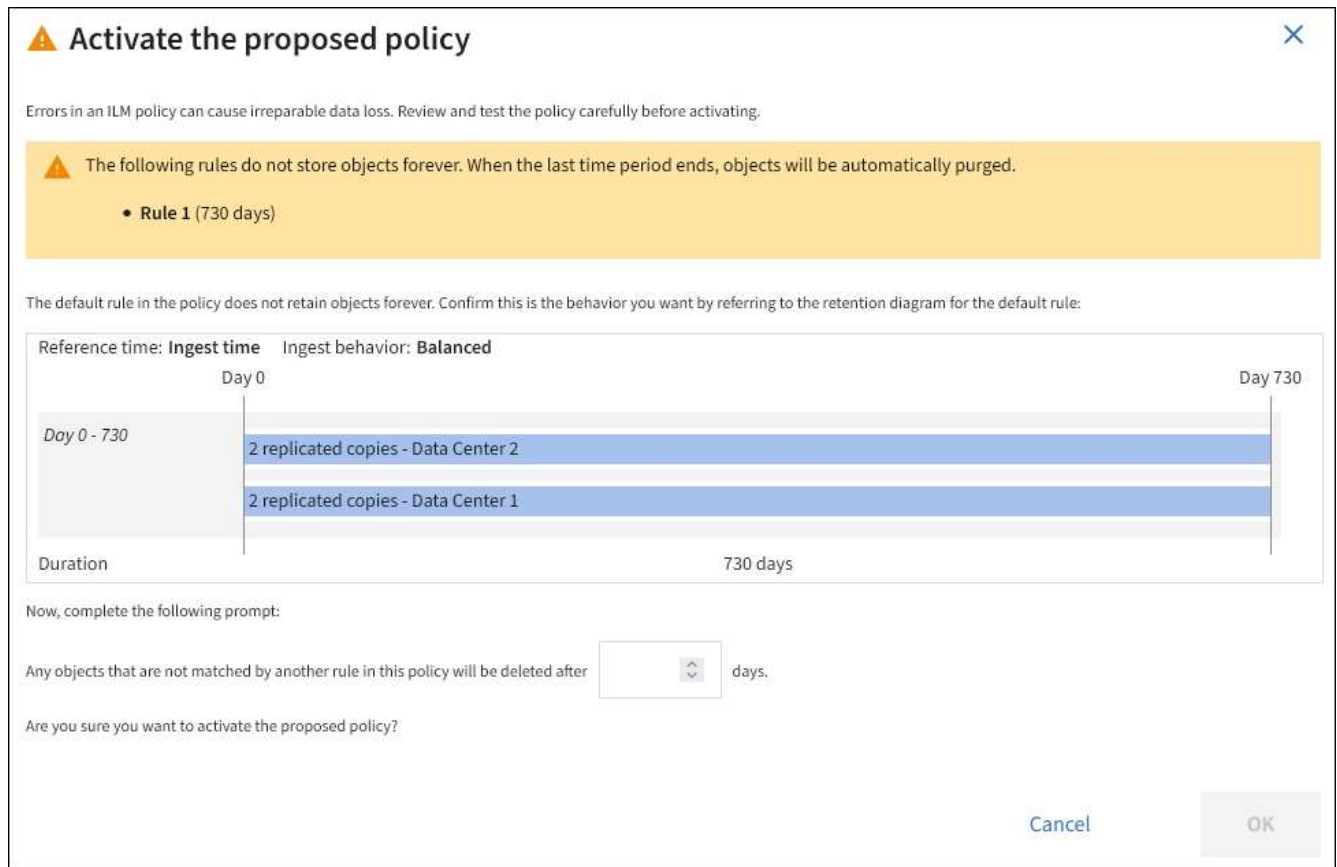 Activate the proposed policy
Errors in an ILM policy can cause irreparable data loss. Review and test the policy carefully before activating.
The following rules do not store objects forever. When the last time period ends, objects will be automatically purged.
• Rule 1 (730 days)
The default rule in the policy does not retain objects forever. Confirm this is the behavior you want by referring to the retention diagram for the default rule:
Reference time: Ingest time Ingest behavior: Balanced
Day 0 Day 730
Day 0 - 730
2 replicated copies - Data Center 2
2 replicated copies - Data Center 1
Duration 730 days
Now, complete the following prompt:
Any objects that are not matched by another rule in this policy will be deleted after days.
Are you sure you want to activate the proposed policy?
Cancel OK